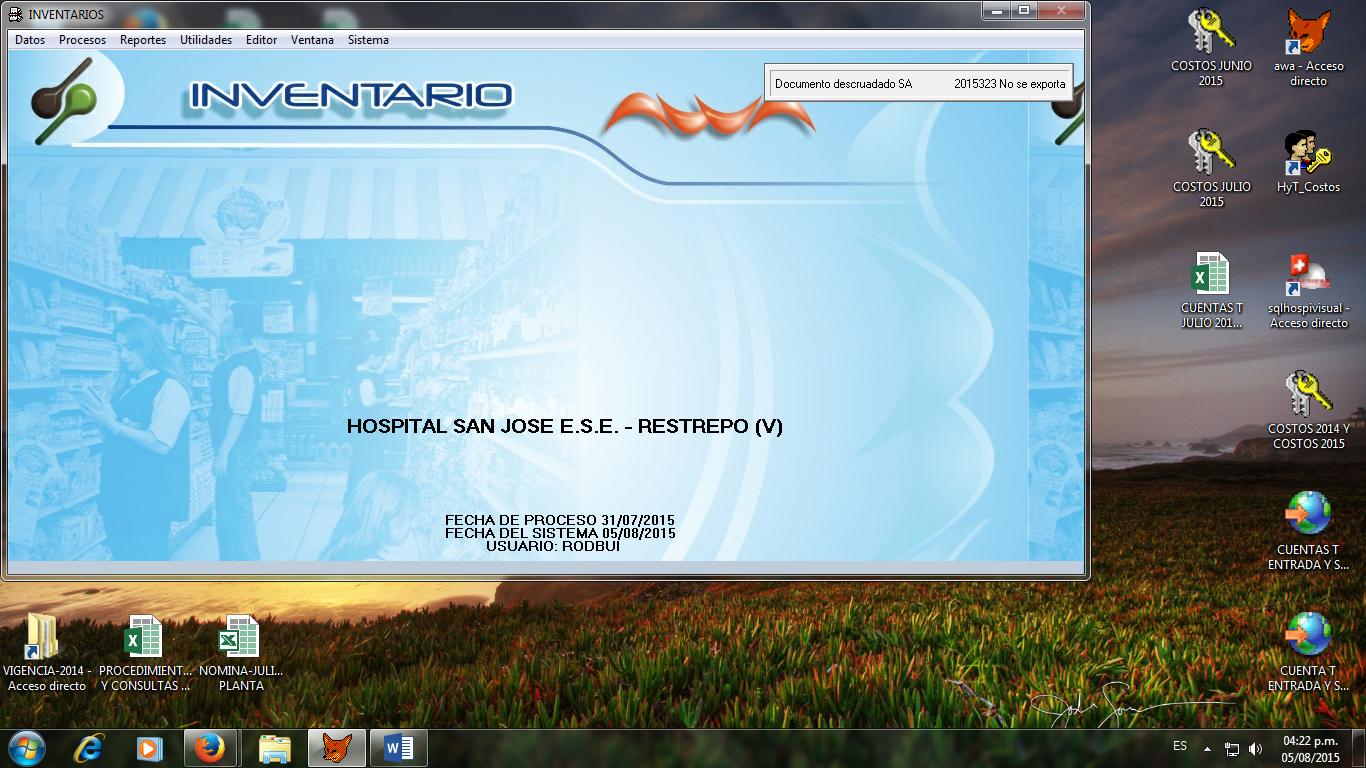 INVENTARIOS
Datos Procesos Reportes Utilidades Editor Ventana Sistema
INVENTARIO
Documento descruadado SA 2015323 No se exporta
HOSPITAL SAN JOSE E.S.E. - RESTREPO (V)
FECHA DE PROCESO 31/07/2015
FECHA DEL SISTEMA 05/08/2015
USUARIO: RODBUI
COSTOS JUNIO
2015
awa - Acceso
directo
COSTOS JULIO
2015
HyT_Costos
CUENTAS T
JULIO 201...
sqlhospivisual -
Acceso directo
COSTOS 2014 Y
COSTOS 2015
CUENTAS T
ENTRADA Y S...
CUENTA T
ENTRADA Y S...
VIGENCIA-2014 -
Acceso directo
PROCEDIMIENT...
Y CONSULTAS ...
NOMINA-JULI...
PLANTA
ES
04:22 p.m.
05/08/2015